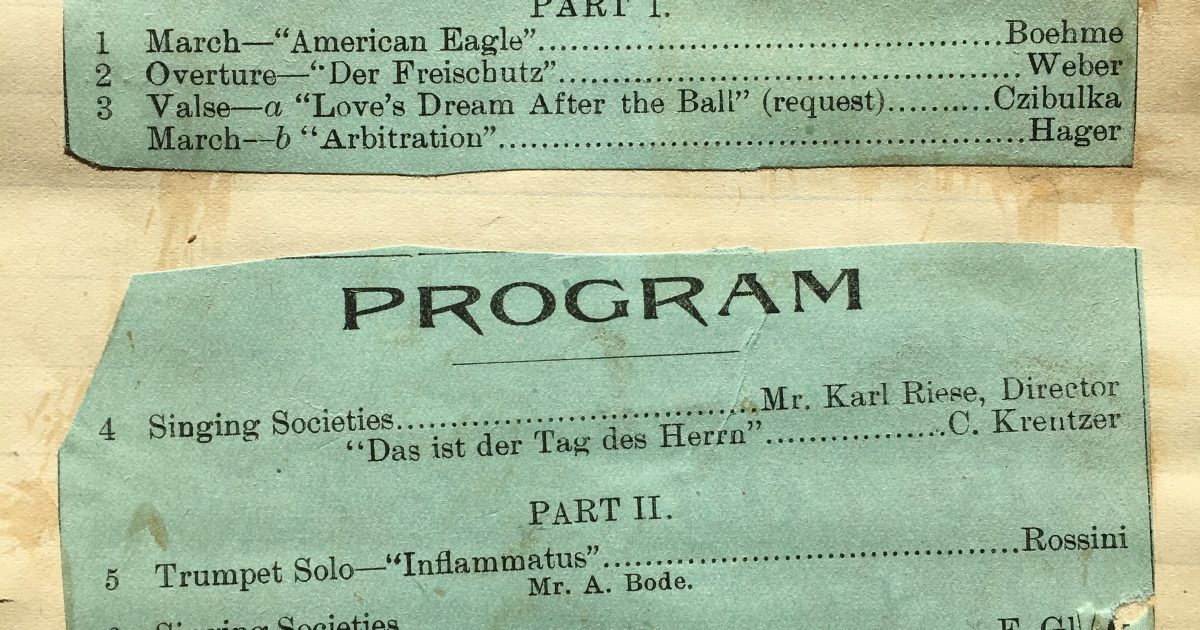 PART I.
1 March—“American Eagle”..........................................Boehme
2 Overture—“Der Freischutz”..........................................Weber
3 Valse—a “Love’s Dream After the Ball” (request)..........Czibulka
March—b “Arbitration”..................................................Hager
PROGRAM
4 Singing Societies....................................Mr. Karl Riese, Director
“Das ist der Tag des Herrn”.................C. Krentzer
PART II.
5 Trumpet Solo—“Inflammatus”.........................................Rossini
Mr. A. Bode.
Singing Societies